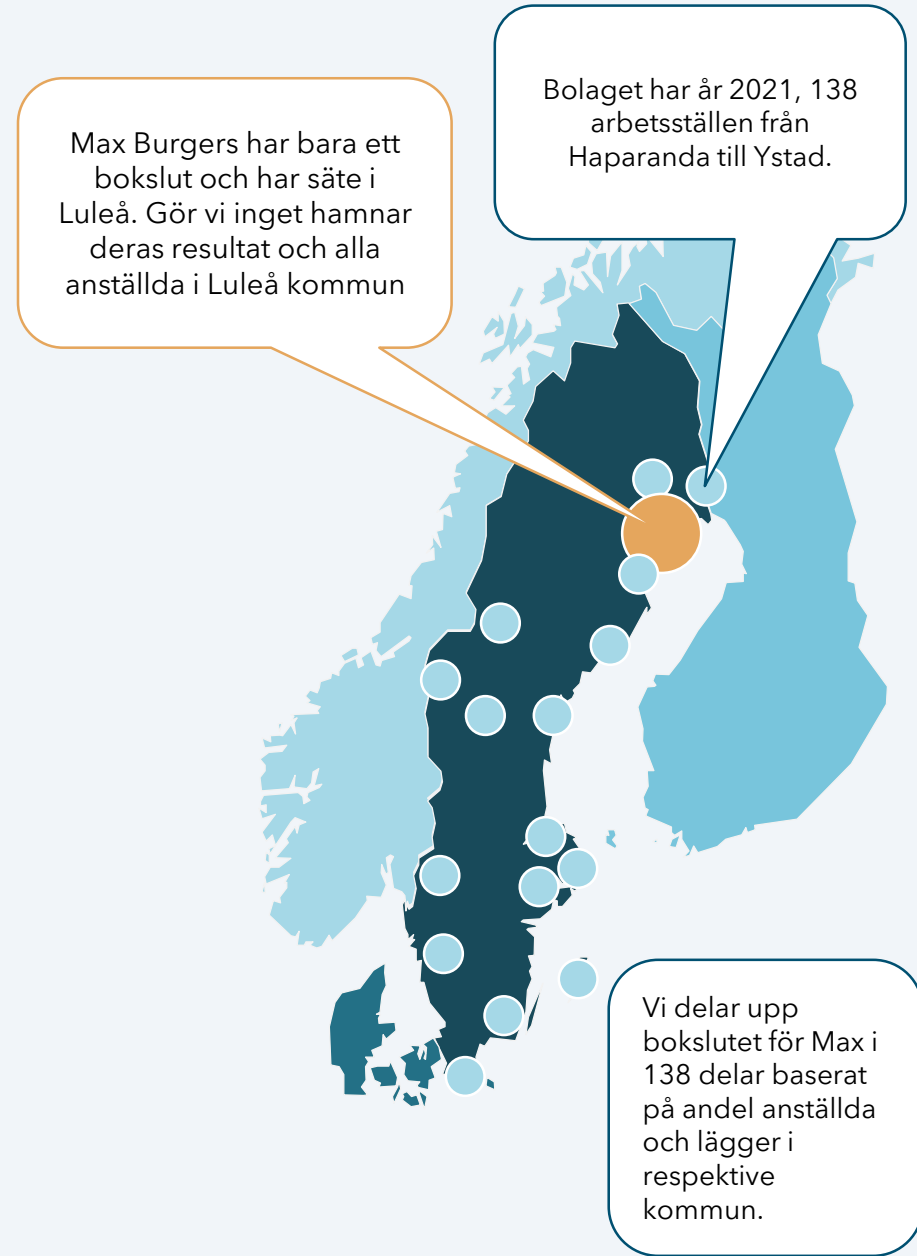 Max Burgers har bara ett
bokslut och har säte i
Luleå. Gör vi inget hamnar
deras resultat och alla
anställda i Luleå kommun
Bolaget har år 2021, 138
arbetsställen från
Haparanda till Ystad.
Vi delar upp
bokslutet för Max i
138 delar baserat
på andel anställda
och lägger i
respektive
kommun.